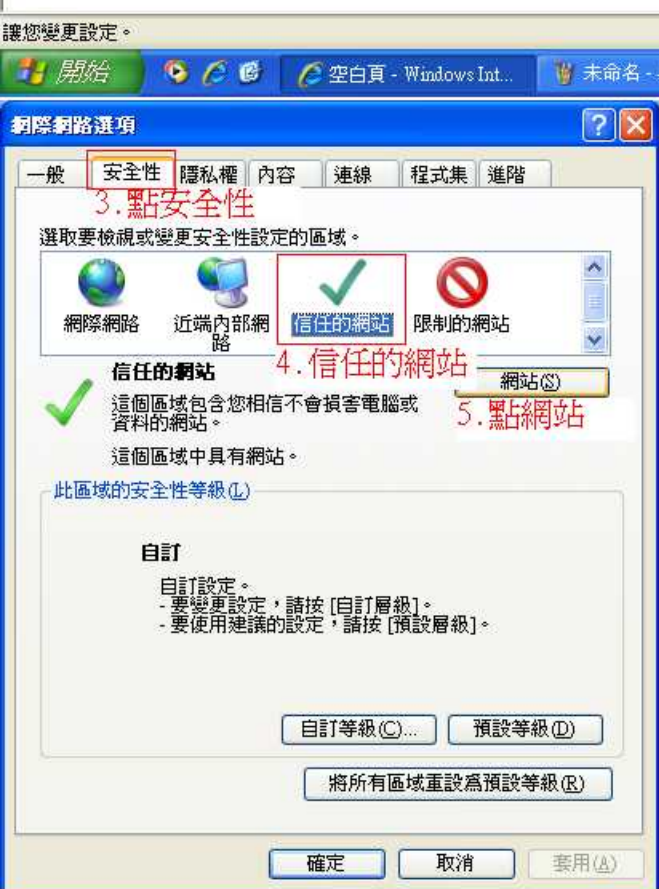 讓您變更設定。
開始
空白頁 - Windows Int...
未命名 -
網際網路選項
一般 安全性 隱私權 內容 連線 程式集 進階
3.點安全性
選取要檢視或變更安全性設定的區域。
網際網路 近端內部網路 信任的網站 限制的網站
4.信任的網站
信任的網站
網站(S)
這個區域包含您相信不會損害電腦或
資料的網站。
5.點網站
這個區域中具有網站。
此區域的安全性等級(L)
自訂
自訂設定。
- 要變更設定，請按 [自訂層級]。
- 要使用建議的設定，請按 [預設層級]。
自訂等級(C)... 預設等級(D)
將所有區域重設為預設等級(R)
確定 取消 套用(A)